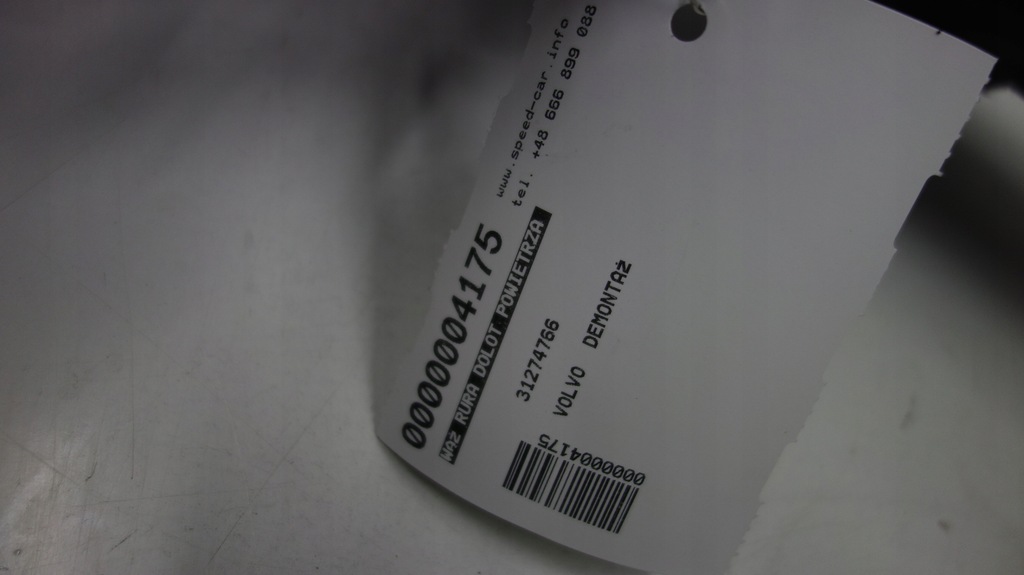 www.speed-car.info
tel. +48 666 899 088
0000004175
WĄŻ RURA DOLOT POWIETRZA
31274766
VOLVO DEMONTAŻ
0000004175